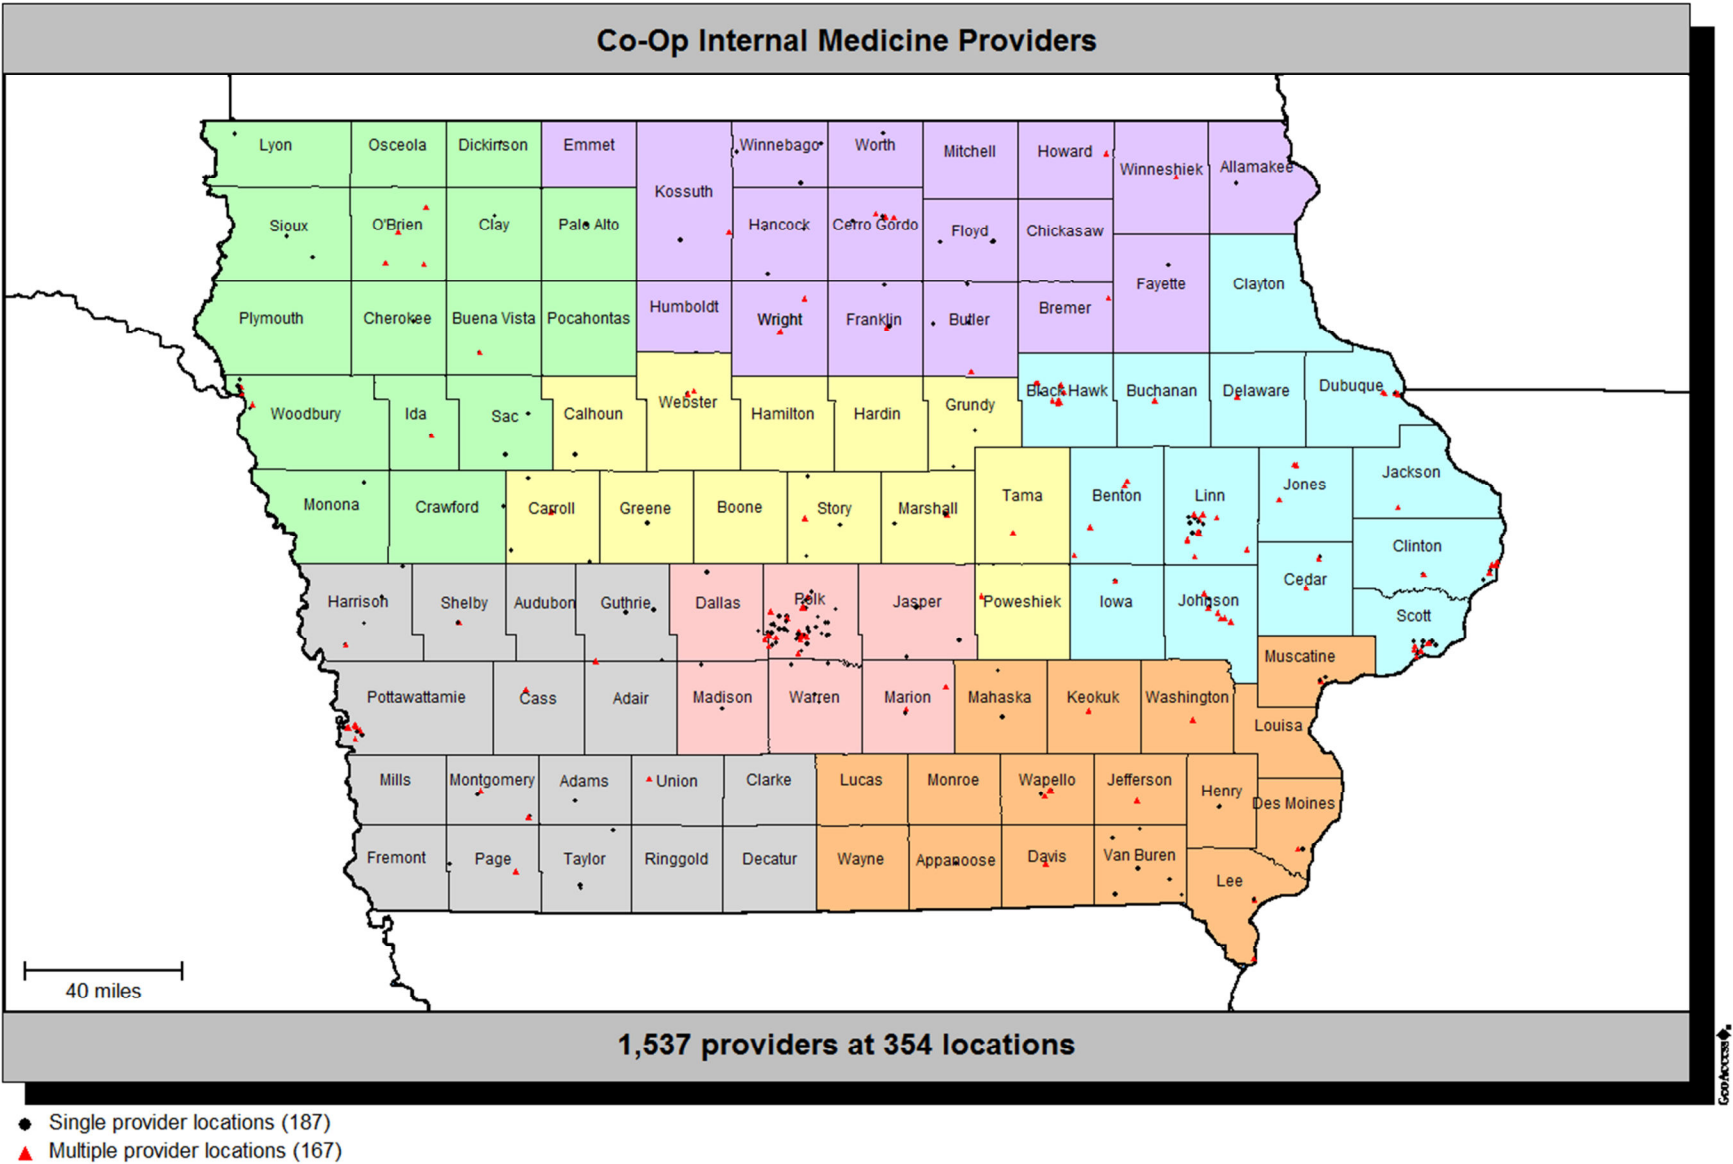 Co-Op Internal Medicine Providers
Lyon
Osceola
Dickinson
Emmet
Winnebago
Worth
Mitchell
Howard
Winneshiek
Allamakee
Kossuth
Sioux
O'Brien
Clay
Palo Alto
Hancock
Cerro Gordo
Floyd
Chickasaw
Fayette
Clayton
Plymouth
Cherokee
Buena Vista
Pocahontas
Humboldt
Wright
Franklin
Butler
Bremer
Woodbury
Ida
Sac
Calhoun
Webster
Hamilton
Hardin
Grundy
Black Hawk
Buchanan
Delaware
Dubuque
Monona
Crawford
Carroll
Greene
Boone
Story
Marshall
Tama
Benton
Linn
Jones
Jackson
Clinton
Harrison
Shelby
Audubon
Guthrie
Dallas
Polk
Jasper
Poweshiek
Iowa
Johnson
Cedar
Scott
Muscatine
Pottawattamie
Cass
Adair
Madison
Warren
Marion
Mahaska
Keokuk
Washington
Louisa
Mills
Montgomery
Adams
Union
Clarke
Lucas
Monroe
Wapello
Jefferson
Henry
Des Moines
Fremont
Page
Taylor
Ringgold
Decatur
Wayne
Appanoose
Davis
Van Buren
Lee
40 miles
1,537 providers at 354 locations
GeoAccess
Single provider locations (187)
Multiple provider locations (167)